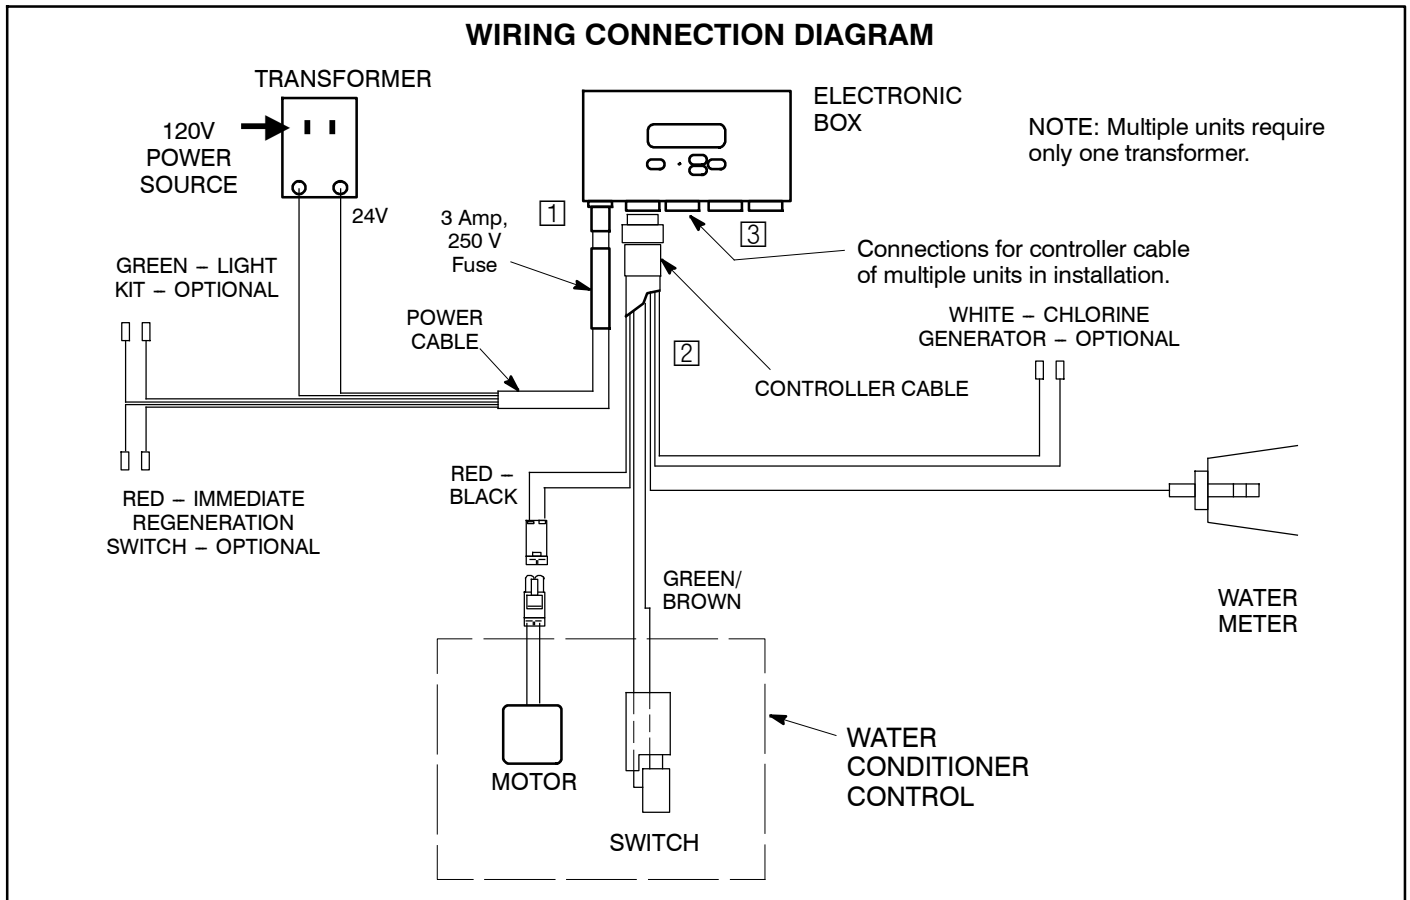 WIRING CONNECTION DIAGRAM
TRANSFORMER
120V
POWER
SOURCE
24V
ELECTRONIC
BOX
NOTE: Multiple units require
only one transformer.
1
3 Amp,
250 V
Fuse
3
Connections for controller cable
of multiple units in installation.
GREEN – LIGHT
KIT – OPTIONAL
POWER
CABLE
2
WHITE – CHLORINE
GENERATOR – OPTIONAL
CONTROLLER CABLE
RED – IMMEDIATE
REGENERATION
SWITCH – OPTIONAL
RED –
BLACK
GREEN/
BROWN
WATER
METER
MOTOR
SWITCH
WATER
CONDITIONER
CONTROL